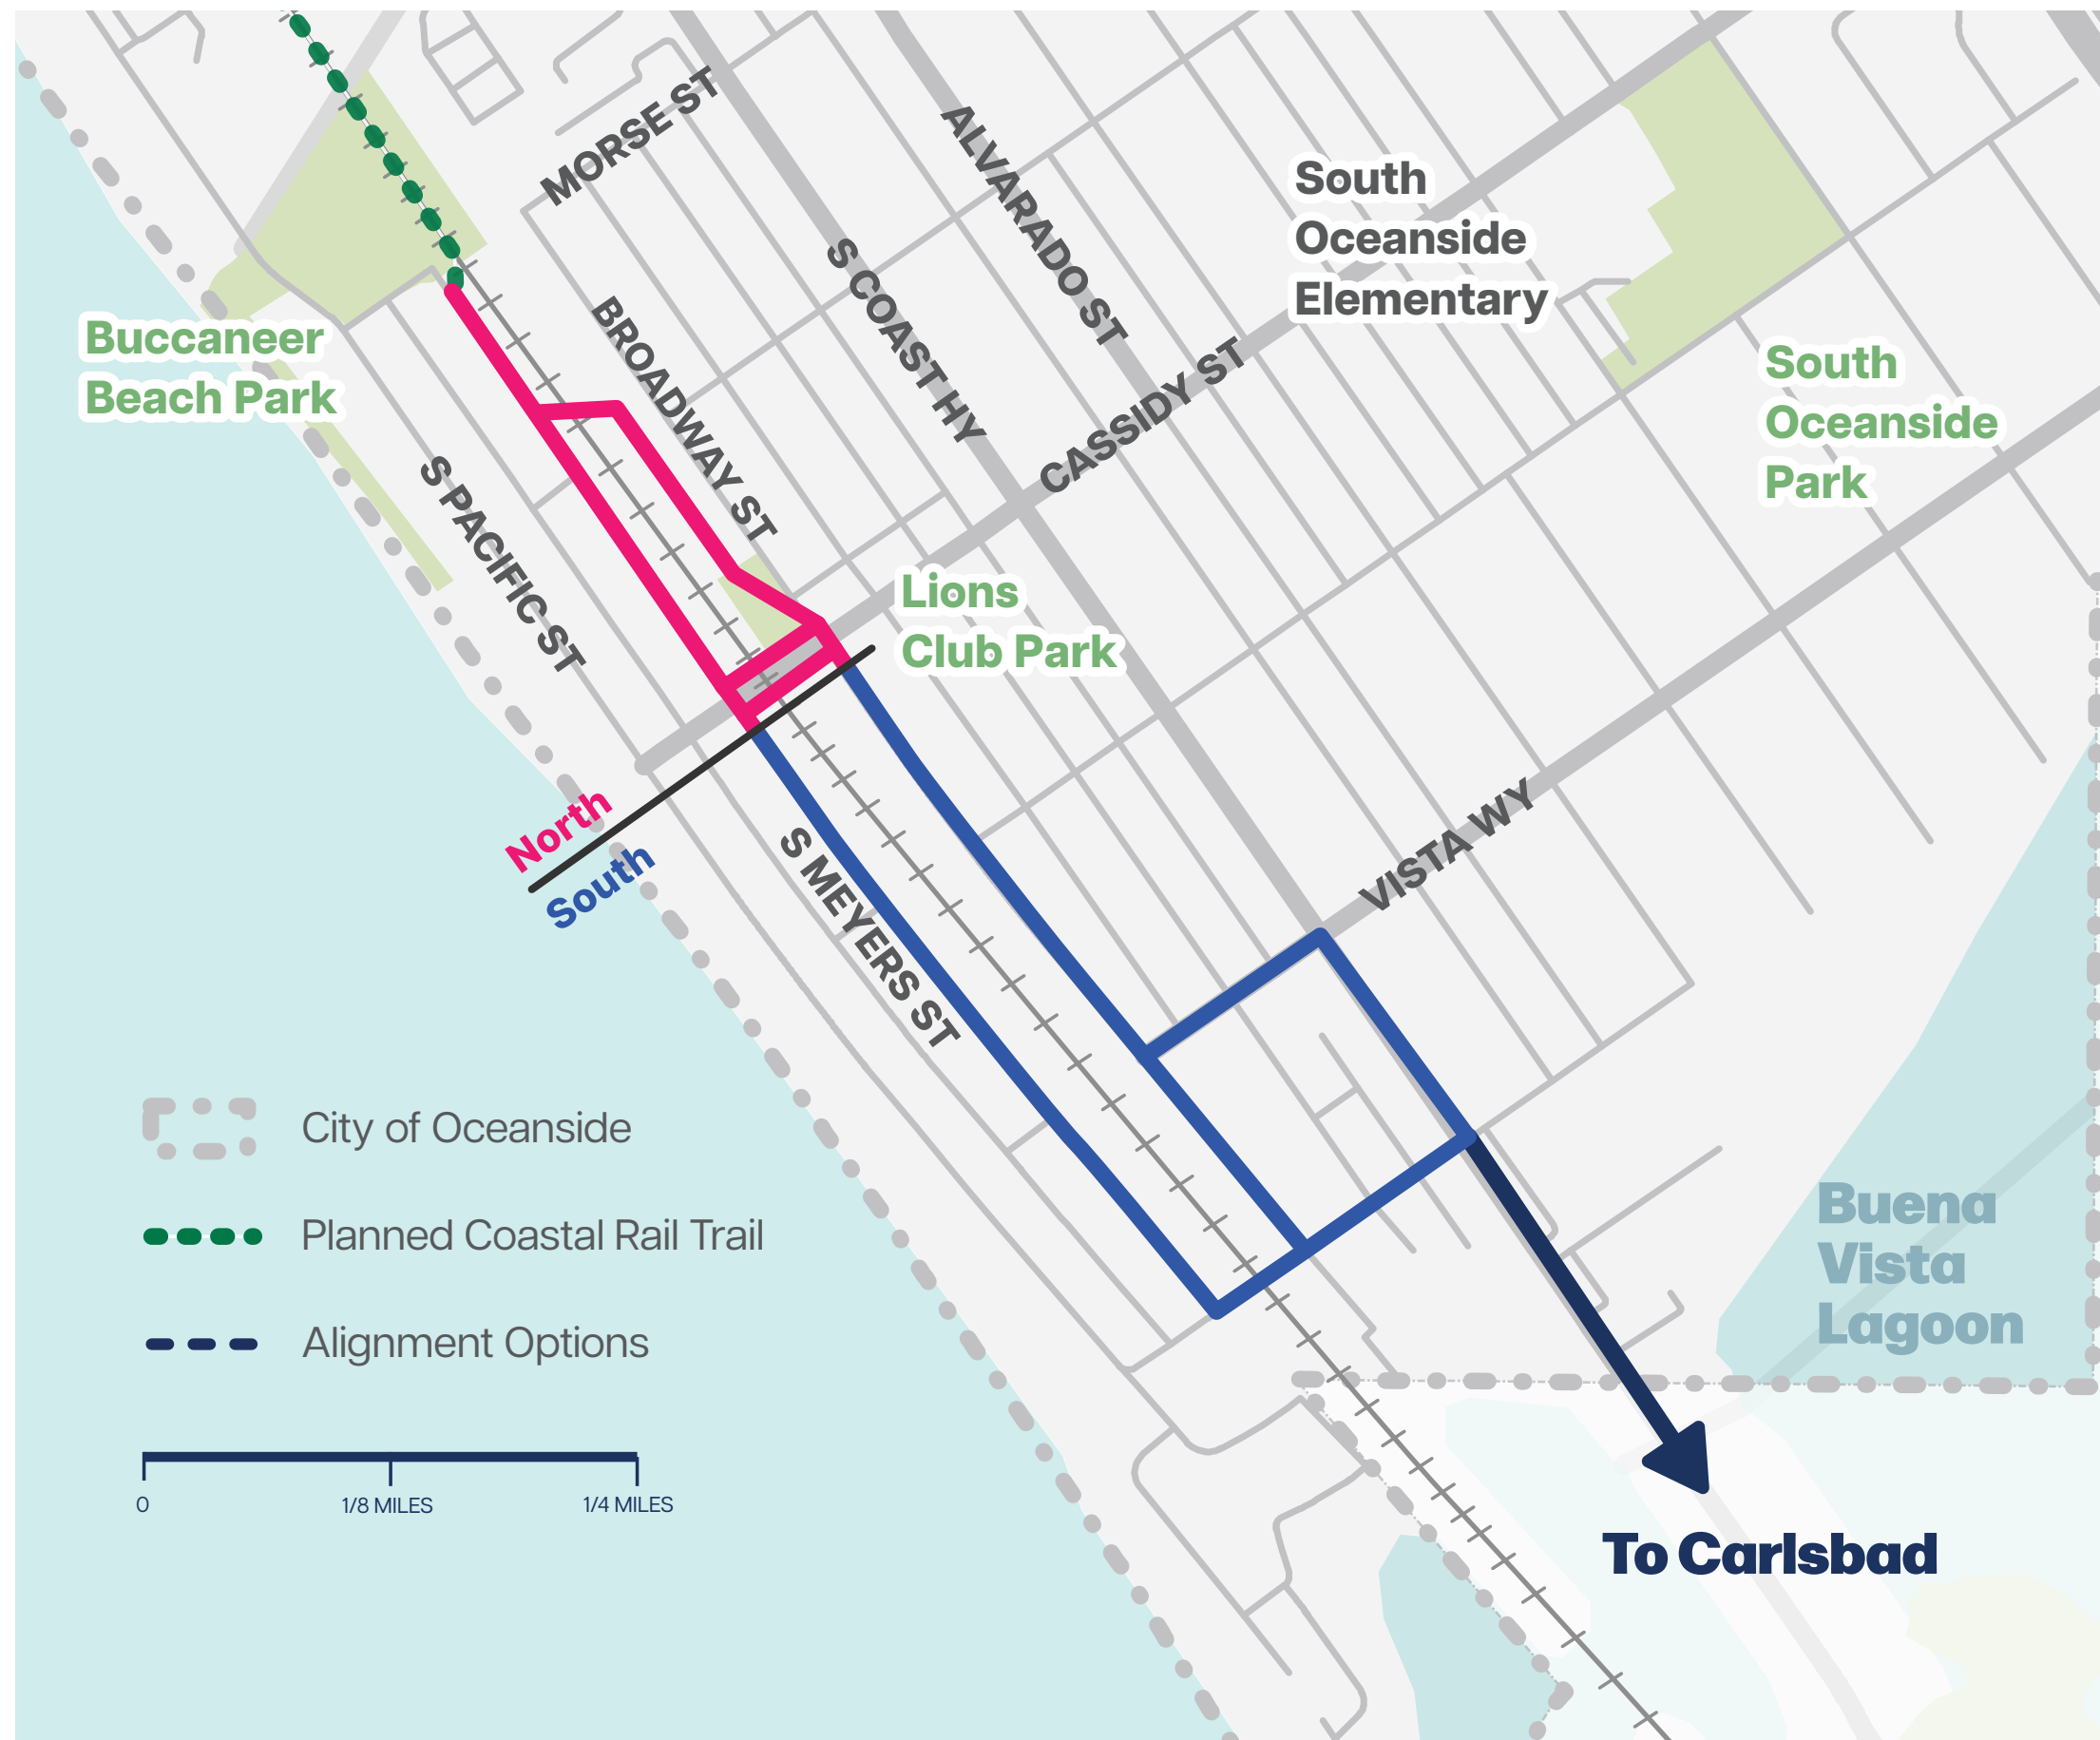 MORSE ST
ALVARADO ST
South
Oceanside
Elementary
S COAST HY
BROADWAY ST
CASSIDY ST
Buccaneer
Beach Park
South
Oceanside
Park
S PACIFIC ST
Lions
Club Park
North
South
S MEYERS ST
VISTA WY
City of Oceanside
Planned Coastal Rail Trail
Alignment Options
Buena
Vista
Lagoon
0
1/8 MILES
1/4 MILES
To Carlsbad